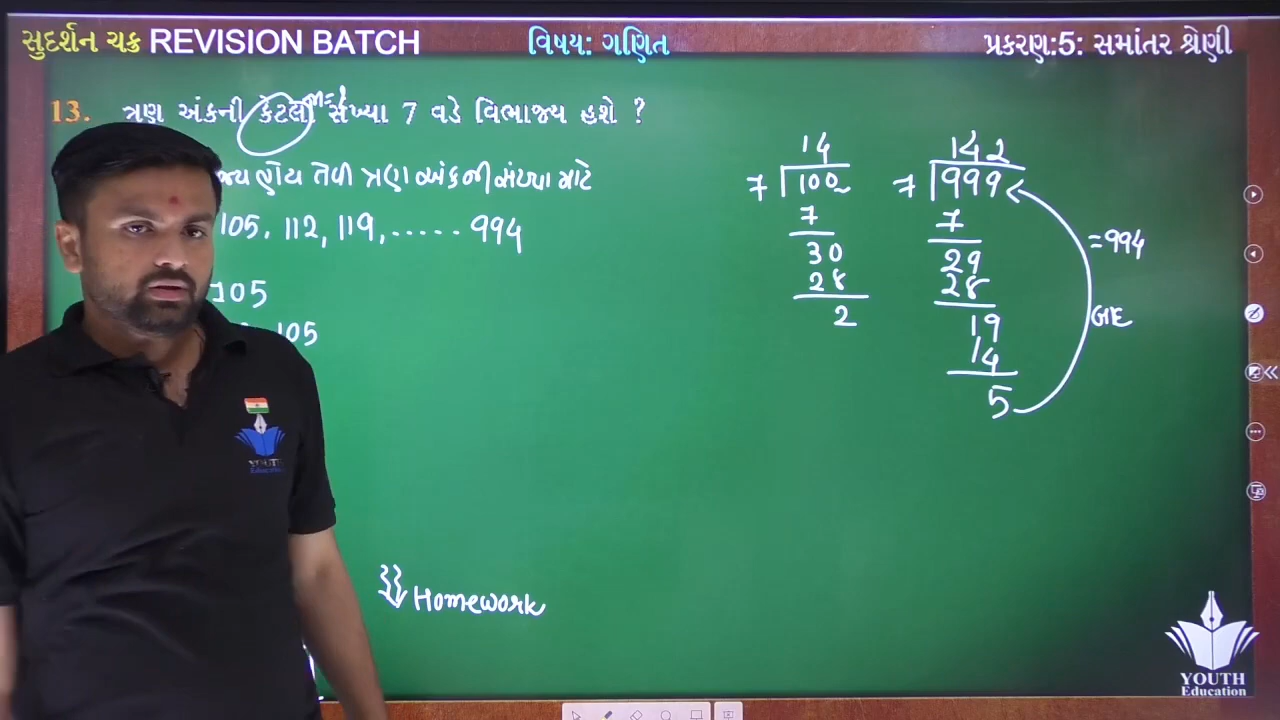 સુદર્શન ચક્ર REVISION BATCH
વિષય: ગણિત
પ્રકરણ:5: સમાંતર શ્રેણી
13. ત્રણ અંકની કેટલી સંખ્યા 7 વડે વિભાજ્ય હશે ?
હોય તેવી ત્રણ અંકની સંખ્યા માટે
105, 112, 119, ...... 994
105
105
14
7 100
7
30
28
2
142
7 999
7
29
28
19
14
5
=994
બાદ
Homework
YOUTH
Education
YOUTH
Education